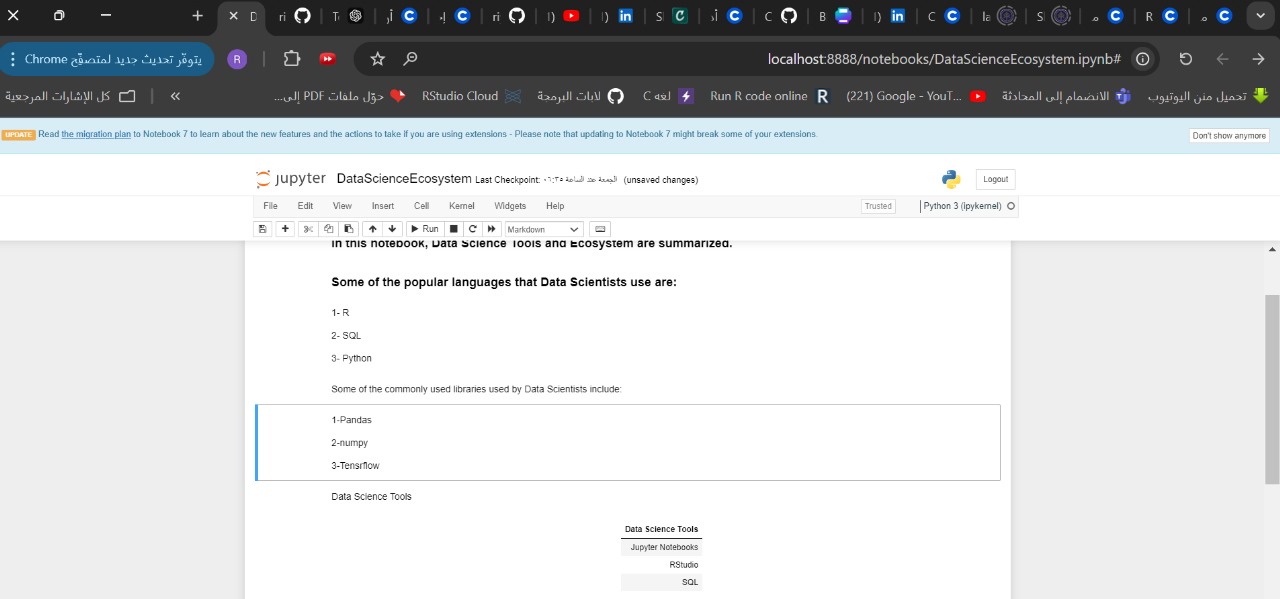 يتوفّر تحديث جديد لمتصفّح Chrome
R
localhost:8888/notebooks/DataScienceEcosystem.ipynb#
كل الإشارات المرجعية
حوّل ملفات PDF إلى...
RStudio Cloud
لابات البرمجة
لغه C
Run R code online
(221) Google - YouT...
الانضمام إلى المحادثة
تحميل منن اليوتيوب
UPDATE Read the migration plan to Notebook 7 to learn about the new features and the actions to take if you are using extensions - Please note that updating to Notebook 7 might break some of your extensions.
Don't show anymore
jupyter DataScienceEcosystem Last Checkpoint: الجمعة عند الساعة ٠٦:٣٥ (unsaved changes)
Logout
File Edit View Insert Cell Kernel Widgets Help
Trusted
Python 3 (ipykernel)
Run
Markdown
In this notebook, Data Science Tools and Ecosystem are summarized.
Some of the popular languages that Data Scientists use are:
1- R
2- SQL
3- Python
Some of the commonly used libraries used by Data Scientists include:
1-Pandas
2-numpy
3-Tensrflow
Data Science Tools
Data Science Tools
Jupyter Notebooks
RStudio
SQL